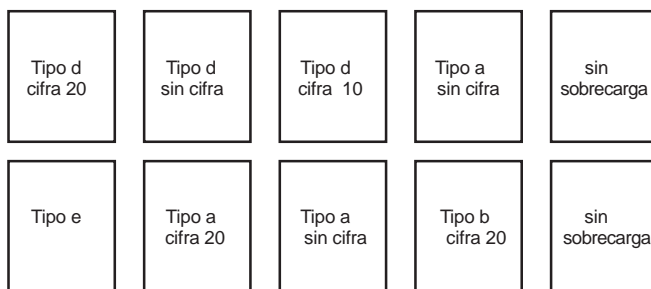 Tipo d
cifra 20
Tipo d
sin cifra
Tipo d
cifra 10
Tipo a
sin cifra
sin
sobrecarga
Tipo e
Tipo a
cifra 20
Tipo a
sin cifra
Tipo b
cifra 20
sin
sobrecarga